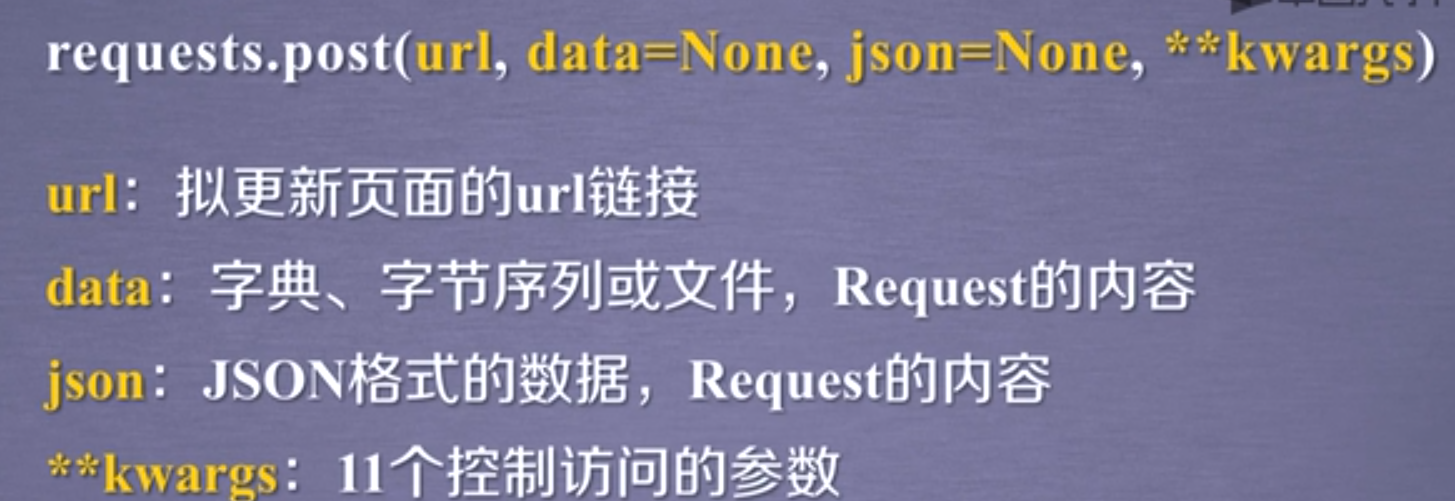 requests.post(url, data=None, json=None, **kwargs)
url：拟更新页面的url链接
data：字典、字节序列或文件，Request的内容
json：JSON格式的数据，Request的内容
**kwargs：11个控制访问的参数